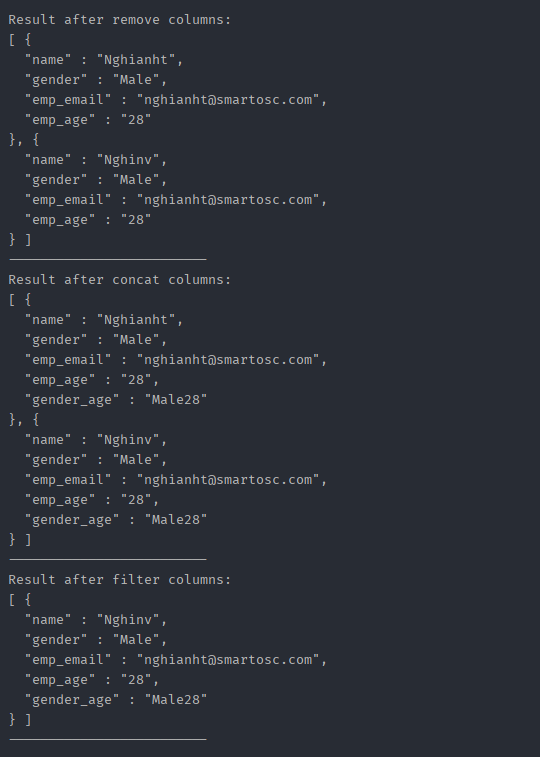 Result after remove columns:
[ {
  "name" : "Nghianht",
  "gender" : "Male",
  "emp_email" : "nghianht@smartosc.com",
  "emp_age" : "28"
}, {
  "name" : "Nghinv",
  "gender" : "Male",
  "emp_email" : "nghianht@smartosc.com",
  "emp_age" : "28"
} ]
-------------------------
Result after concat columns:
[ {
  "name" : "Nghianht",
  "gender" : "Male",
  "emp_email" : "nghianht@smartosc.com",
  "emp_age" : "28",
  "gender_age" : "Male28"
}, {
  "name" : "Nghinv",
  "gender" : "Male",
  "emp_email" : "nghianht@smartosc.com",
  "emp_age" : "28",
  "gender_age" : "Male28"
} ]
-------------------------
Result after filter columns:
[ {
  "name" : "Nghinv",
  "gender" : "Male",
  "emp_email" : "nghianht@smartosc.com",
  "emp_age" : "28",
  "gender_age" : "Male28"
} ]
-------------------------